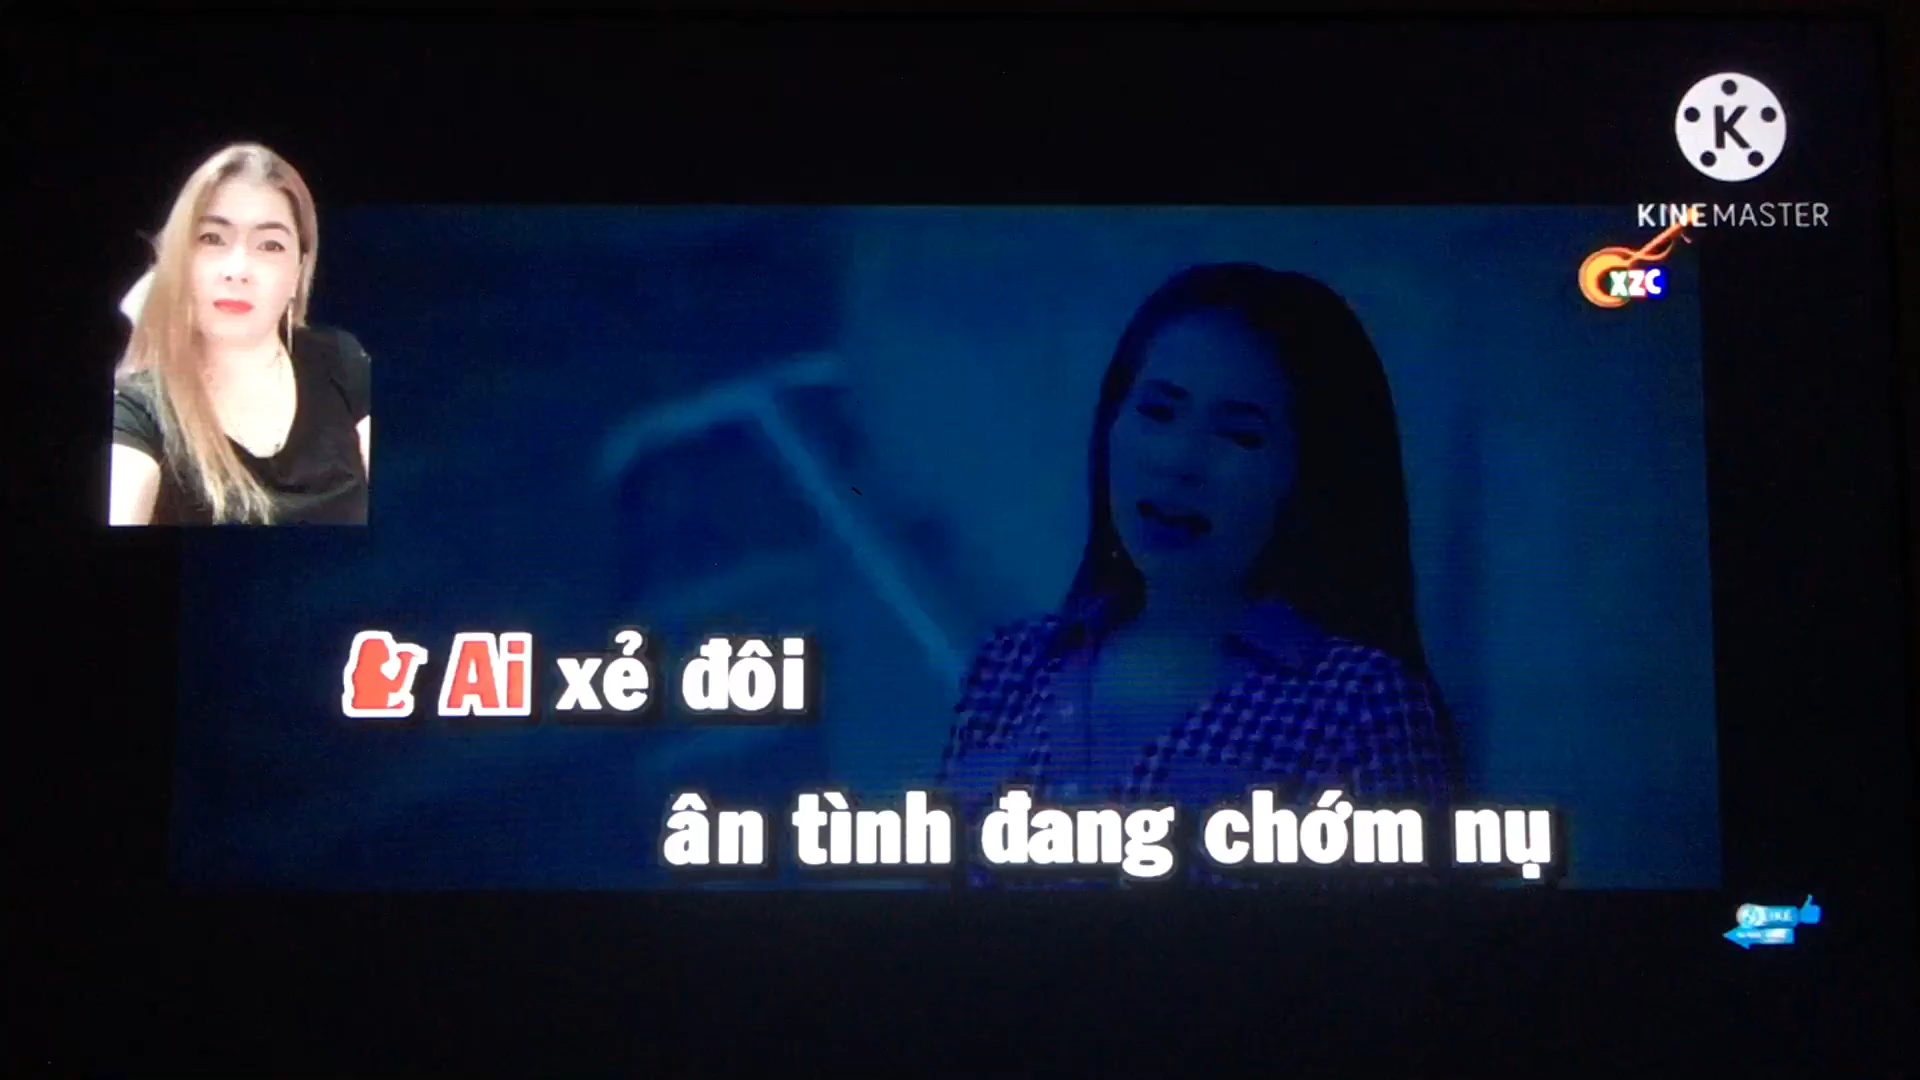 K
KINEMASTER
XZC
Ai xẻ đôi
ân tình đang chớm nụ